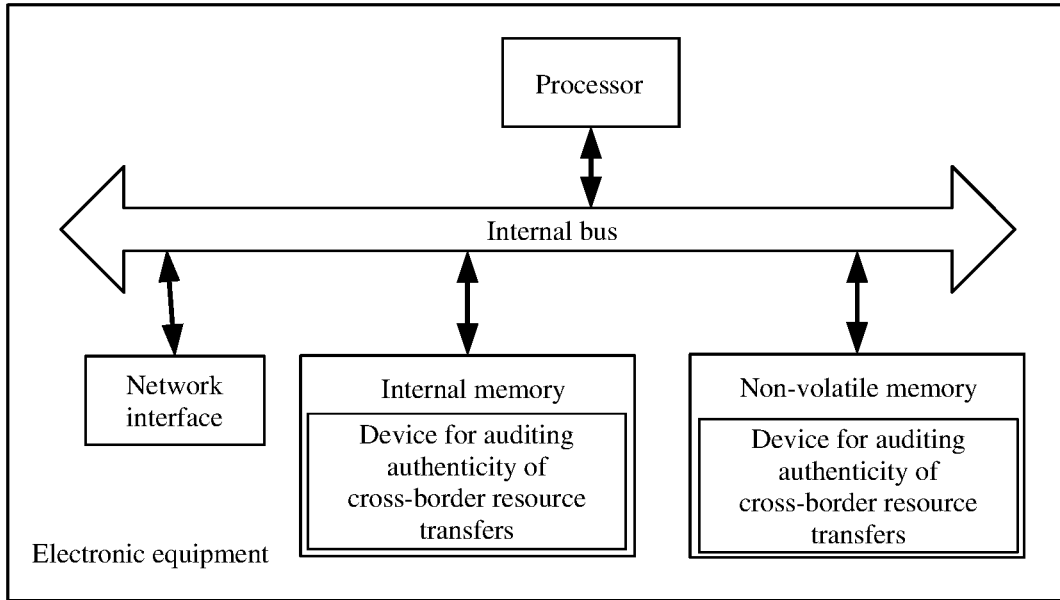 Processor
Internal bus
Network
interface
Internal memory
Device for auditing
authenticity of
cross-border resource
transfers
Non-volatile memory
Device for auditing
authenticity of
cross-border resource
transfers
Electronic equipment